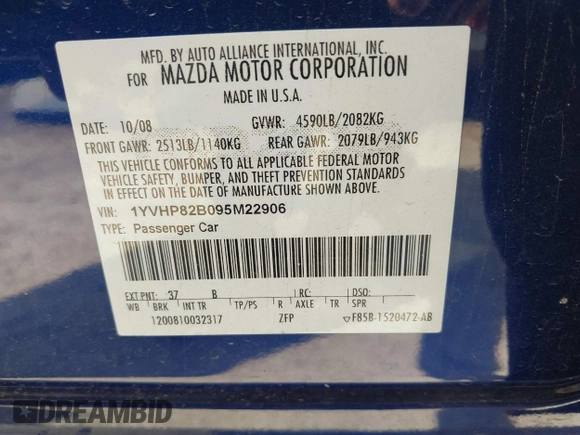 MFD. BY AUTO ALLIANCE INTERNATIONAL, INC.
FOR MAZDA MOTOR CORPORATION
MADE IN U.S.A.
DATE: 10/08 GVWR: 4590LB/2082KG
FRONT GAWR: 2513LB/1140KG REAR GAWR: 2079LB/943KG
THIS VEHICLE CONFORMS TO ALL APPLICABLE FEDERAL MOTOR
VEHICLE SAFETY, BUMPER, AND THEFT PREVENTION STANDARDS
IN EFFECT ON THE DATE OF MANUFACTURE SHOWN ABOVE.
VIN: 1YVHP82B095M22906
TYPE: Passenger Car
EXT PNT: 37 B RC: DSO:
WB BRK INT TR TP/PS R AXLE TR SPR
1200810032317 ZFP ▽F85B-1520472-AB
DREAMBID